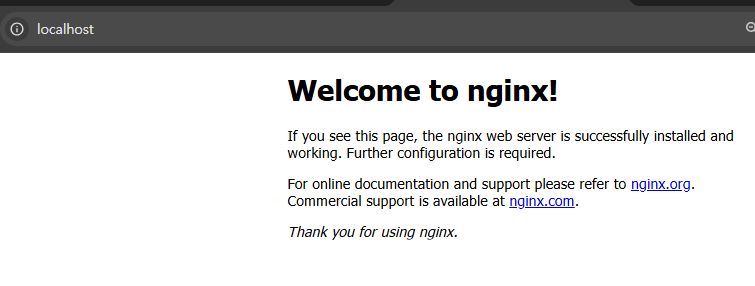 localhost
Welcome to nginx!
If you see this page, the nginx web server is successfully installed and
working. Further configuration is required.
For online documentation and support please refer to nginx.org.
Commercial support is available at nginx.com.
Thank you for using nginx.